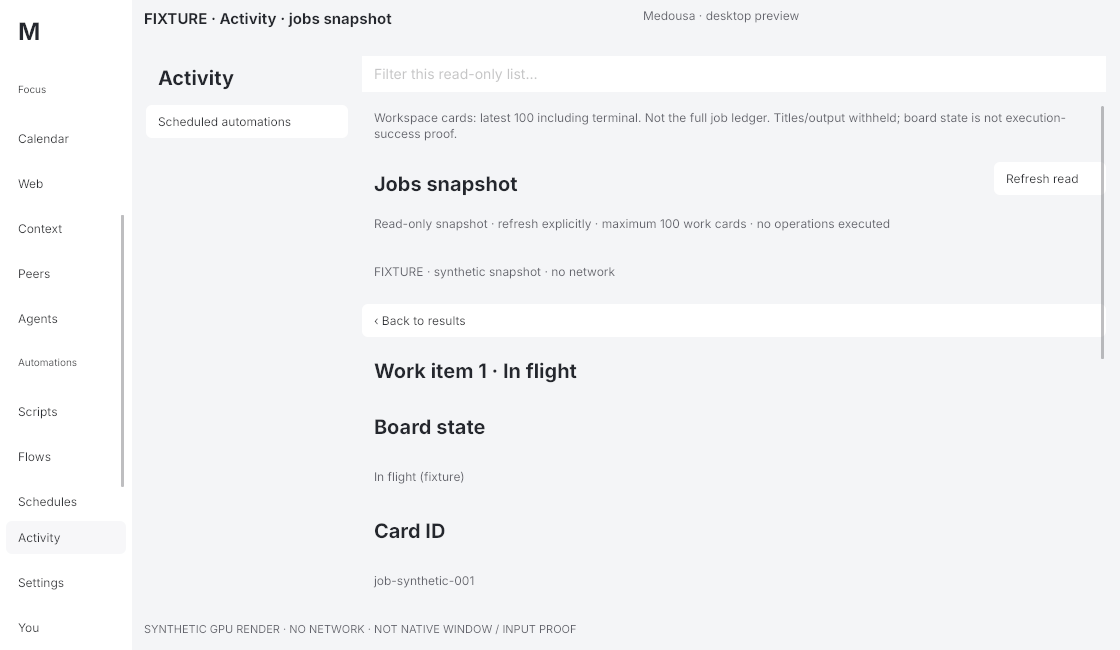 M
Focus
Calendar
Web
Context
Peers
Agents
Automations
Scripts
Flows
Schedules
Activity
Settings
You
FIXTURE · Activity · jobs snapshot
Medousa · desktop preview
Activity
Scheduled automations
Filter this read-only list...
Workspace cards: latest 100 including terminal. Not the full job ledger. Titles/output withheld; board state is not execution-
success proof.
Jobs snapshot
Refresh read
Read-only snapshot · refresh explicitly · maximum 100 work cards · no operations executed
FIXTURE · synthetic snapshot · no network
‹ Back to results
Work item 1 · In flight
Board state
In flight (fixture)
Card ID
job-synthetic-001
SYNTHETIC GPU RENDER · NO NETWORK · NOT NATIVE WINDOW / INPUT PROOF